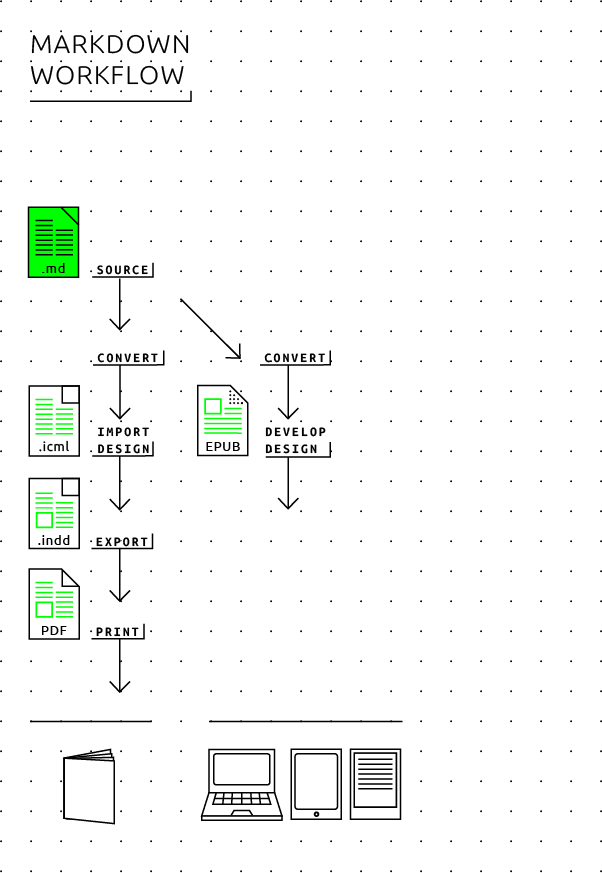 MARKDOWN
WORKFLOW
.md
SOURCE
CONVERT
CONVERT
.icml
IMPORT
DESIGN
EPUB
DEVELOP
DESIGN
.indd
EXPORT
PDF
PRINT